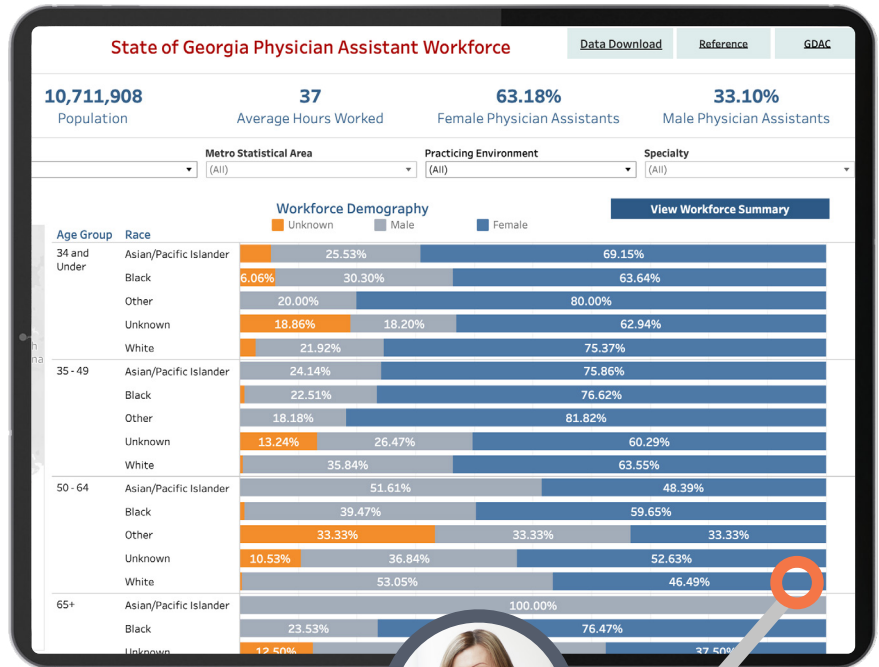 State of Georgia Physician Assistant Workforce
Data Download
Reference
GDAC
10,711,908
Population
37
Average Hours Worked
63.18%
Female Physician Assistants
33.10%
Male Physician Assistants
Metro Statistical Area
(All)
Practicing Environment
(All)
Specialty
(All)
Workforce Demography
View Workforce Summary
Unknown Male Female
Age Group Race
34 and Under
Asian/Pacific Islander 25.53% 69.15%
Black 6.06% 30.30% 63.64%
Other 20.00% 80.00%
Unknown 18.86% 18.20% 62.94%
White 21.92% 75.37%
35 - 49 Asian/Pacific Islander 24.14% 75.86%
Black 22.51% 76.62%
Other 18.18% 81.82%
Unknown 13.24% 26.47% 60.29%
White 35.84% 63.55%
50 - 64 Asian/Pacific Islander 51.61% 48.39%
Black 39.47% 59.65%
Other 33.33% 33.33% 33.33%
Unknown 10.53% 36.84% 52.63%
White 53.05% 46.49%
65+ Asian/Pacific Islander 100.00%
Black 23.53% 76.47%
Unknown 12.50% 37.50%